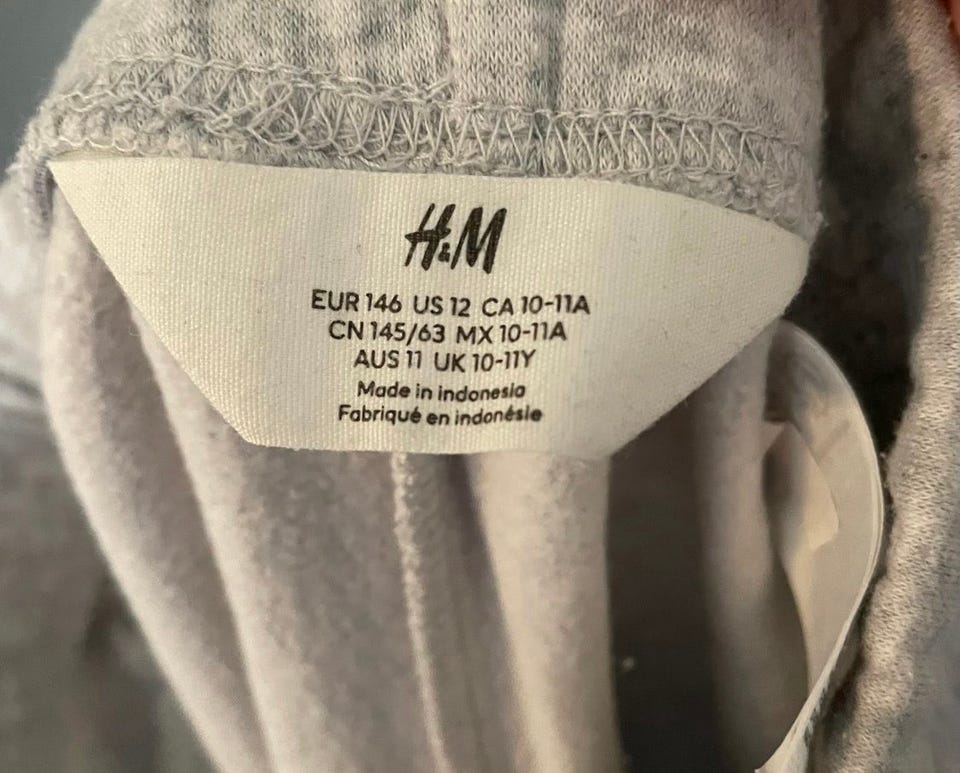 H&M
EUR 146 US 12 CA 10-11A
CN 145/63 MX 10-11A
AUS 11 UK 10-11Y
Made in indonesia
Fabriqué en indonésie